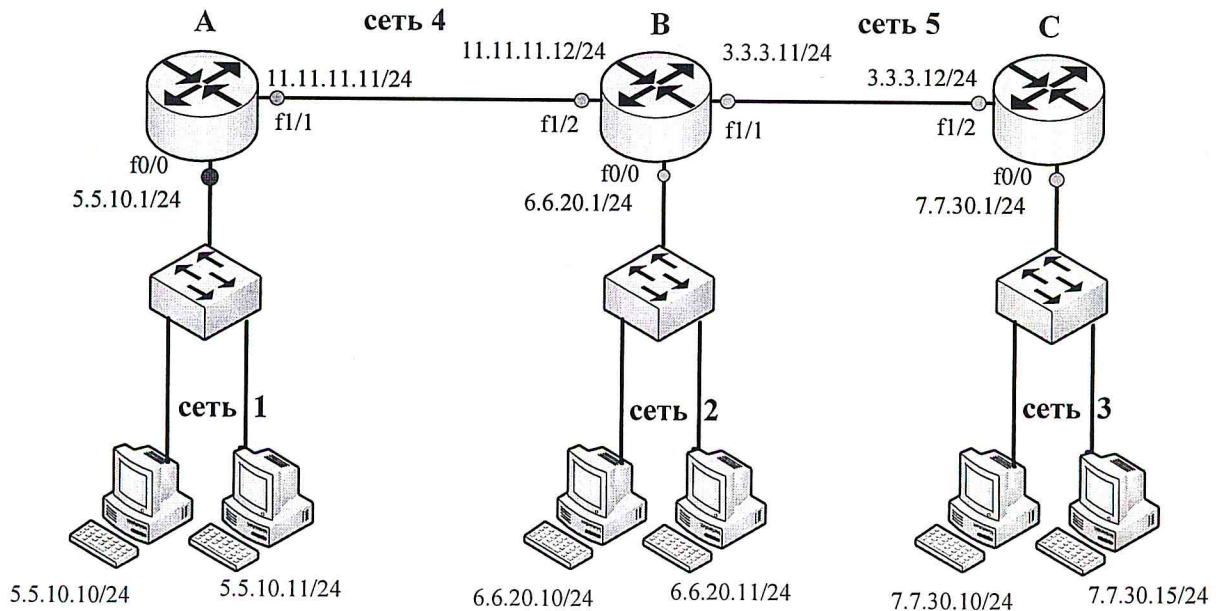 A
сеть 4
B
сеть 5
C
11.11.11.12/24
3.3.3.11/24
11.11.11.11/24
3.3.3.12/24
f1/1
f1/2
f1/1
f1/2
f0/0
f0/0
f0/0
5.5.10.1/24
6.6.20.1/24
7.7.30.1/24
сеть 1
сеть 2
сеть 3
5.5.10.10/24
5.5.10.11/24
6.6.20.10/24
6.6.20.11/24
7.7.30.10/24
7.7.30.15/24